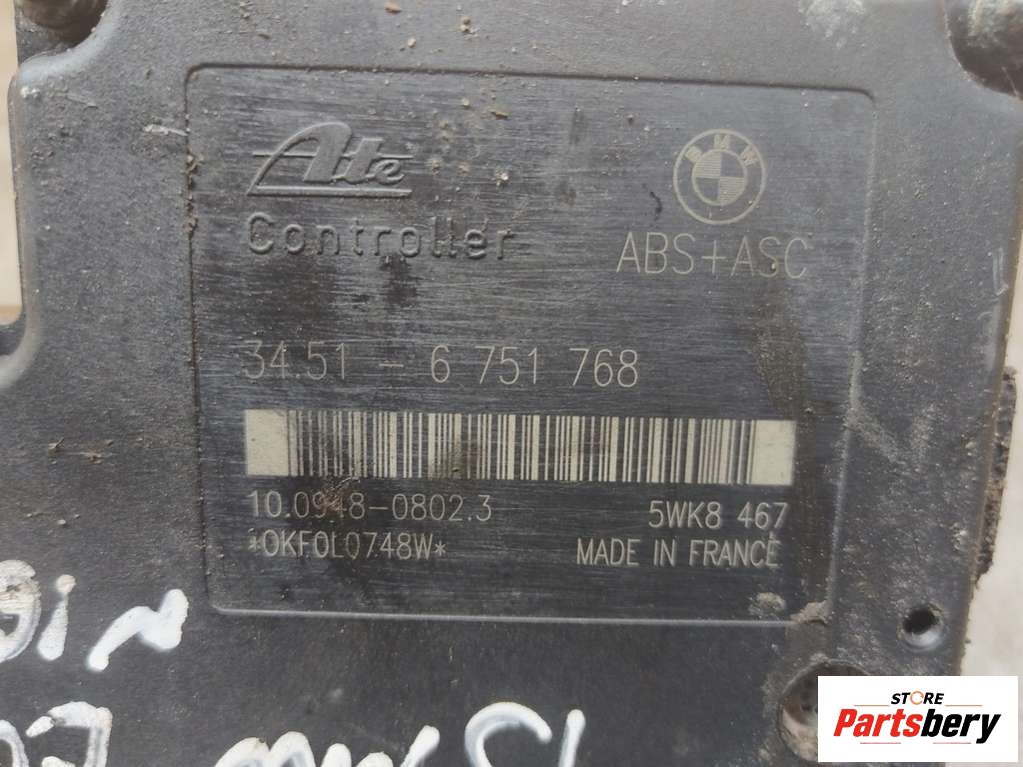 Ate
BMW
Controller
ABS+ASC
34.51 - 6 751 768
10.0948-0802.3
5WK8 467
*0KF0L0748W*
MADE IN FRANCE
STORE
Partsbery